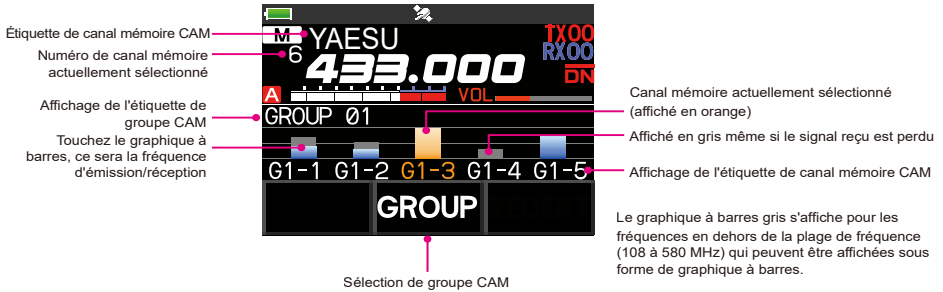 Étiquette de canal mémoire CAM
Numéro de canal mémoire
actuellement sélectionné
Affichage de l'étiquette de
groupe CAM
Touchez le graphique à
barres, ce sera la fréquence
d'émission/réception
M
YAESU
6
433.000
TX00
RX00
DN
A
VOL
GROUP 01
G1-1 G1-2 G1-3 G1-4 G1-5
GROUP
Canal mémoire actuellement sélectionné
(affiché en orange)
Affiché en gris même si le signal reçu est perdu
Affichage de l'étiquette de canal mémoire CAM
Le graphique à barres gris s'affiche pour les
fréquences en dehors de la plage de fréquence
(108 à 580 MHz) qui peuvent être affichées sous
forme de graphique à barres.
Sélection de groupe CAM